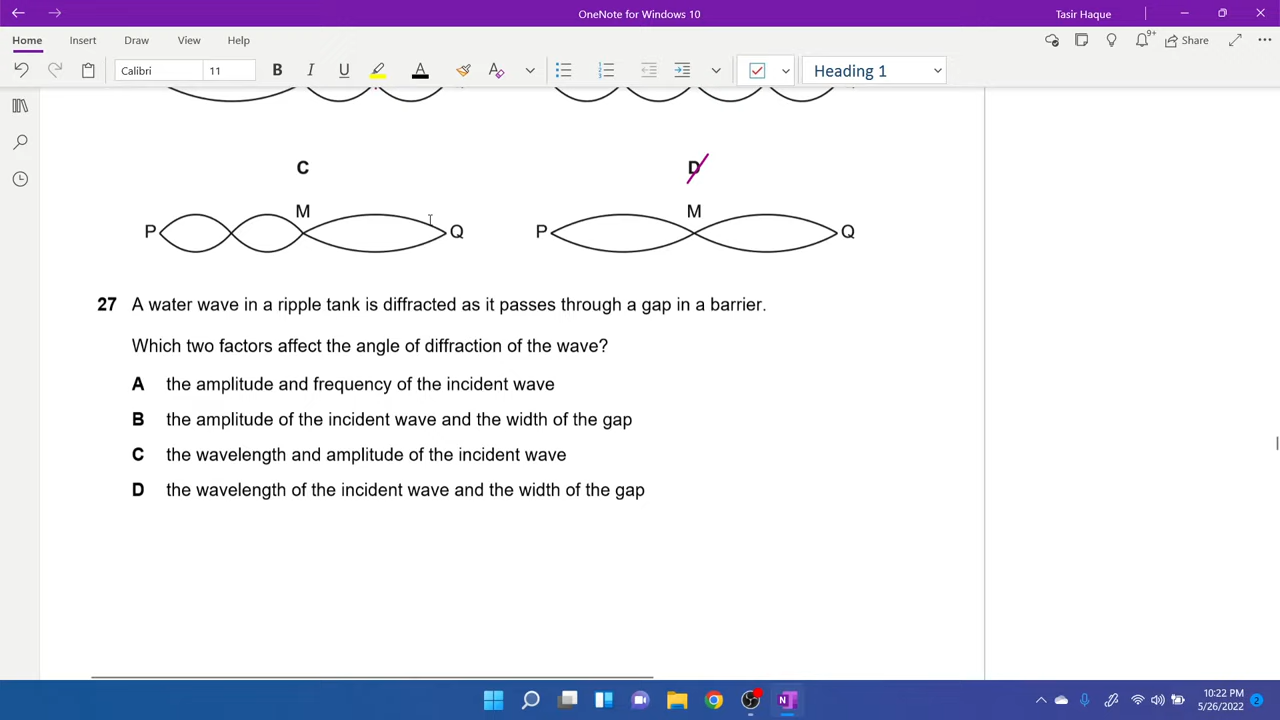 OneNote for Windows 10
Tasir Haque
Home Insert Draw View Help
9+
Share
Calibri 11 B I U A Heading 1
C D
M M
P Q P Q
27 A water wave in a ripple tank is diffracted as it passes through a gap in a barrier.
Which two factors affect the angle of diffraction of the wave?
A the amplitude and frequency of the incident wave
B the amplitude of the incident wave and the width of the gap
C the wavelength and amplitude of the incident wave
D the wavelength of the incident wave and the width of the gap
10:22 PM
5/26/2022
2